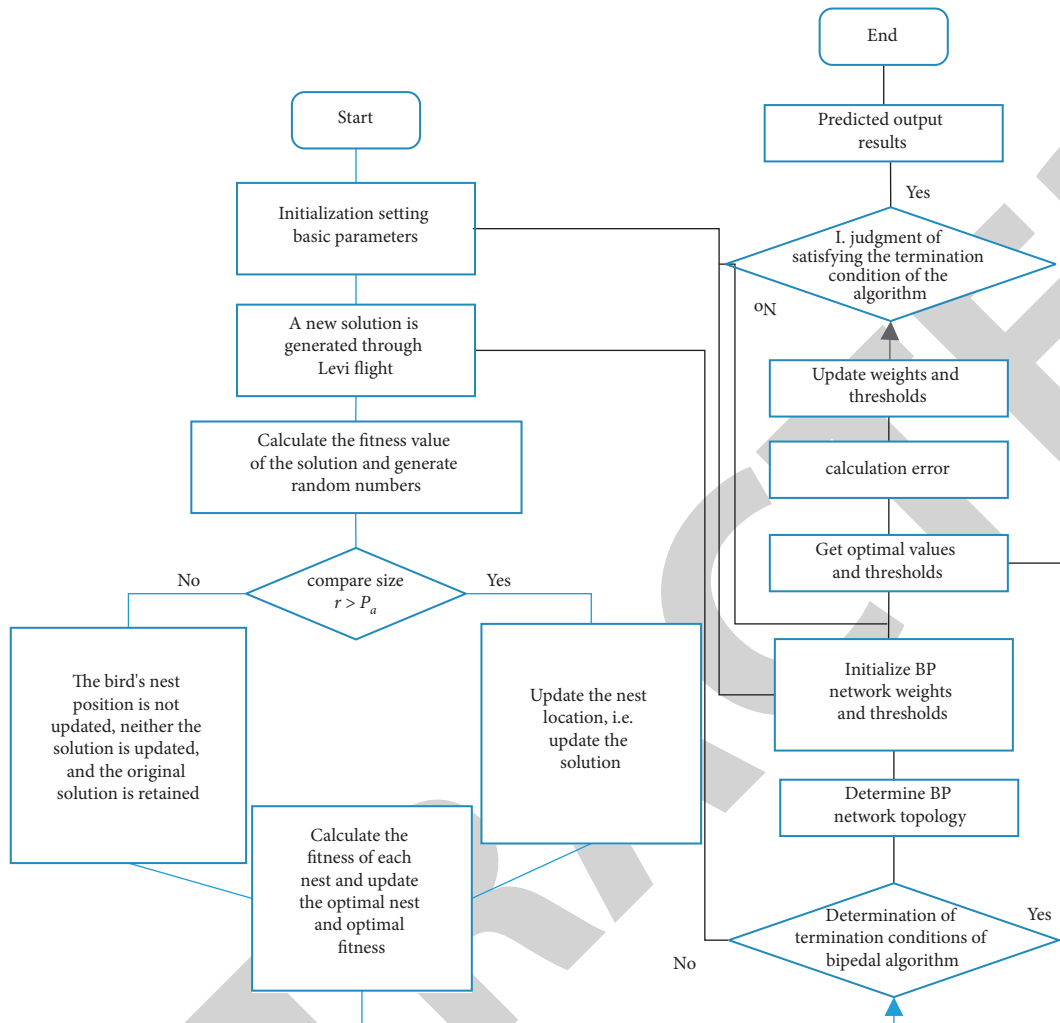 Start
Initialization setting
basic parameters
A new solution is
generated through
Levi flight
Calculate the fitness value
of the solution and generate
random numbers
compare size
r > Pa
No
Yes
The bird's nest
position is not
updated, neither the
solution is updated,
and the original
solution is retained
Update the nest
location, i.e.
update the
solution
Calculate the
fitness of each
nest and update
the optimal nest
and optimal
fitness
End
Predicted output
results
Yes
I. judgment of
satisfying the termination
condition of the
algorithm
No
Update weights and
thresholds
calculation error
Get optimal values
and thresholds
Initialize BP
network weights
and thresholds
Determine BP
network topology
Determination of
termination conditions of
bipedal algorithm
Yes
No